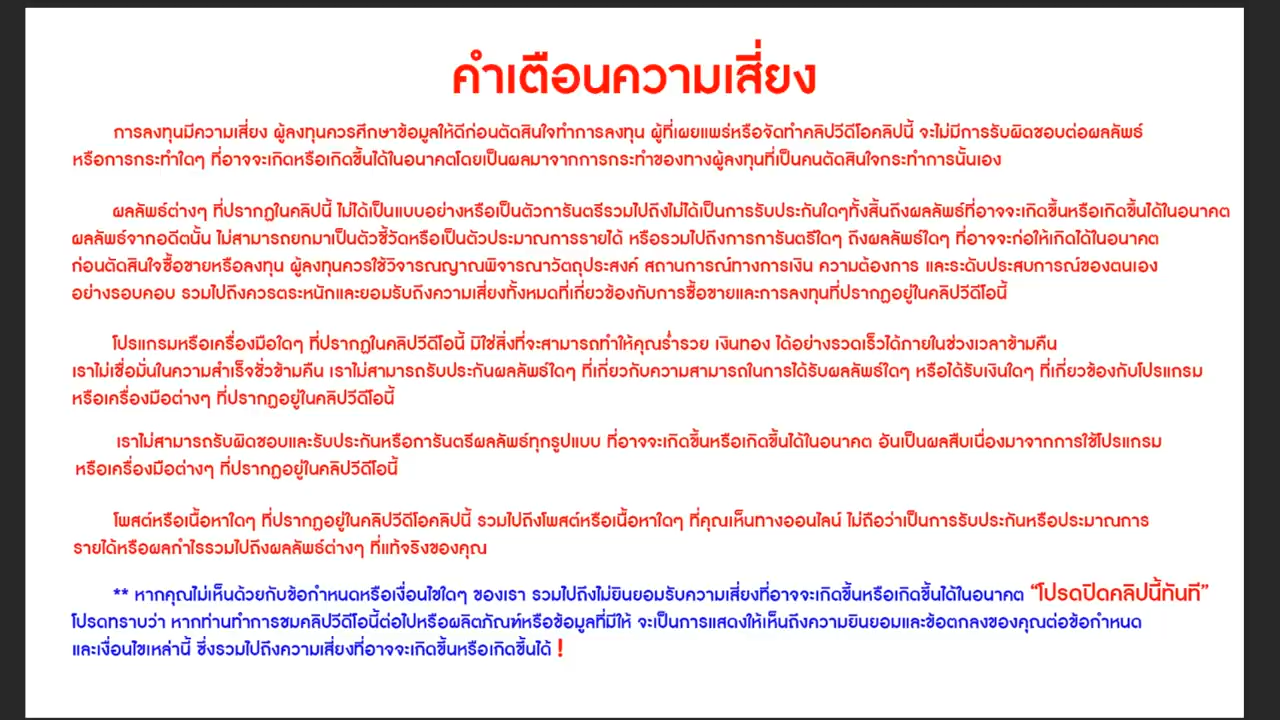 คำเตือนความเสี่ยง
การลงทุนมีความเสี่ยง ผู้ลงทุนควรศึกษาข้อมูลให้ดีก่อนตัดสินใจทำการลงทุน ผู้ที่เผยแพร่หรือจัดทำคลิปวีดีโอคลิปนี้ จะไม่มีการรับผิดชอบต่อผลลัพธ์
หรือการกระทำใดๆ ที่อาจจะเกิดหรือเกิดขึ้นได้ในอนาคตโดยเป็นผลมาจากการกระทำของทางผู้ลงทุนที่เป็นคนตัดสินใจกระทำการนั้นเอง
ผลลัพธ์ต่างๆ ที่ปรากฏในคลิปนี้ ไม่ได้เป็นแบบอย่างหรือเป็นตัวการันตรีรวมไปถึงไม่ได้เป็นการรับประกันใดๆทั้งสิ้นถึงผลลัพธ์ที่อาจจะเกิดขึ้นหรือเกิดขึ้นได้ในอนาคต
ผลลัพธ์จากอดีตนั้น ไม่สามารถยกมาเป็นตัวชี้วัดหรือเป็นตัวประมาณการรายได้ หรือรวมไปถึงการการันตรีใดๆ ถึงผลลัพธ์ใดๆ ที่อาจจะก่อให้เกิดได้ในอนาคต
ก่อนตัดสินใจซื้อขายหรือลงทุน ผู้ลงทุนควรใช้วิจารณญาณพิจารณาวัตถุประสงค์ สถานการณ์ทางการเงิน ความต้องการ และระดับประสบการณ์ของตนเอง
อย่างรอบคอบ รวมไปถึงควรตระหนักและยอมรับถึงความเสี่ยงทั้งหมดที่เกี่ยวข้องกับการซื้อขายและการลงทุนที่ปรากฏอยู่ในคลิปวีดีโอนี้
โปรแกรมหรือเครื่องมือใดๆ ที่ปรากฏในคลิปวีดีโอนี้ มิใช่สิ่งที่จะสามารถทำให้คุณร่ำรวย เงินทอง ได้อย่างรวดเร็วได้ภายในช่วงเวลาข้ามคืน
เราไม่เชื่อมั่นในความสำเร็จชั่วข้ามคืน เราไม่สามารถรับประกันผลลัพธ์ใดๆ ที่เกี่ยวกับความสามารถในการได้รับผลลัพธ์ใดๆ หรือได้รับเงินใดๆ ที่เกี่ยวข้องกับโปรแกรม
หรือเครื่องมือต่างๆ ที่ปรากฏอยู่ในคลิปวีดีโอนี้
เราไม่สามารถรับผิดชอบและรับประกันหรือการันตรีผลลัพธ์ทุกรูปแบบ ที่อาจจะเกิดขึ้นหรือเกิดขึ้นได้ในอนาคต อันเป็นผลสืบเนื่องมาจากการใช้โปรแกรม
หรือเครื่องมือต่างๆ ที่ปรากฏอยู่ในคลิปวีดีโอนี้
โพสต์หรือเนื้อหาใดๆ ที่ปรากฏอยู่ในคลิปวีดีโอคลิปนี้ รวมไปถึงโพสต์หรือเนื้อหาใดๆ ที่คุณเห็นทางออนไลน์ ไม่ถือว่าเป็นการรับประกันหรือประมาณการ
รายได้หรือผลกำไรรวมไปถึงผลลัพธ์ต่างๆ ที่แท้จริงของคุณ
** หากคุณไม่เห็นด้วยกับข้อกำหนดหรือเงื่อนไขใดๆ ของเรา รวมไปถึงไม่ยินยอมรับความเสี่ยงที่อาจจะเกิดขึ้นหรือเกิดขึ้นได้ในอนาคต “โปรดปิดคลิปนี้ทันที”
โปรดทราบว่า หากท่านทำการชมคลิปวีดีโอนี้ต่อไปหรือผลิตภัณฑ์หรือข้อมูลที่มีให้ จะเป็นการแสดงให้เห็นถึงความยินยอมและข้อตกลงของคุณต่อข้อกำหนด
และเงื่อนไขเหล่านี้ ซึ่งรวมไปถึงความเสี่ยงที่อาจจะเกิดขึ้นหรือเกิดขึ้นได้ !